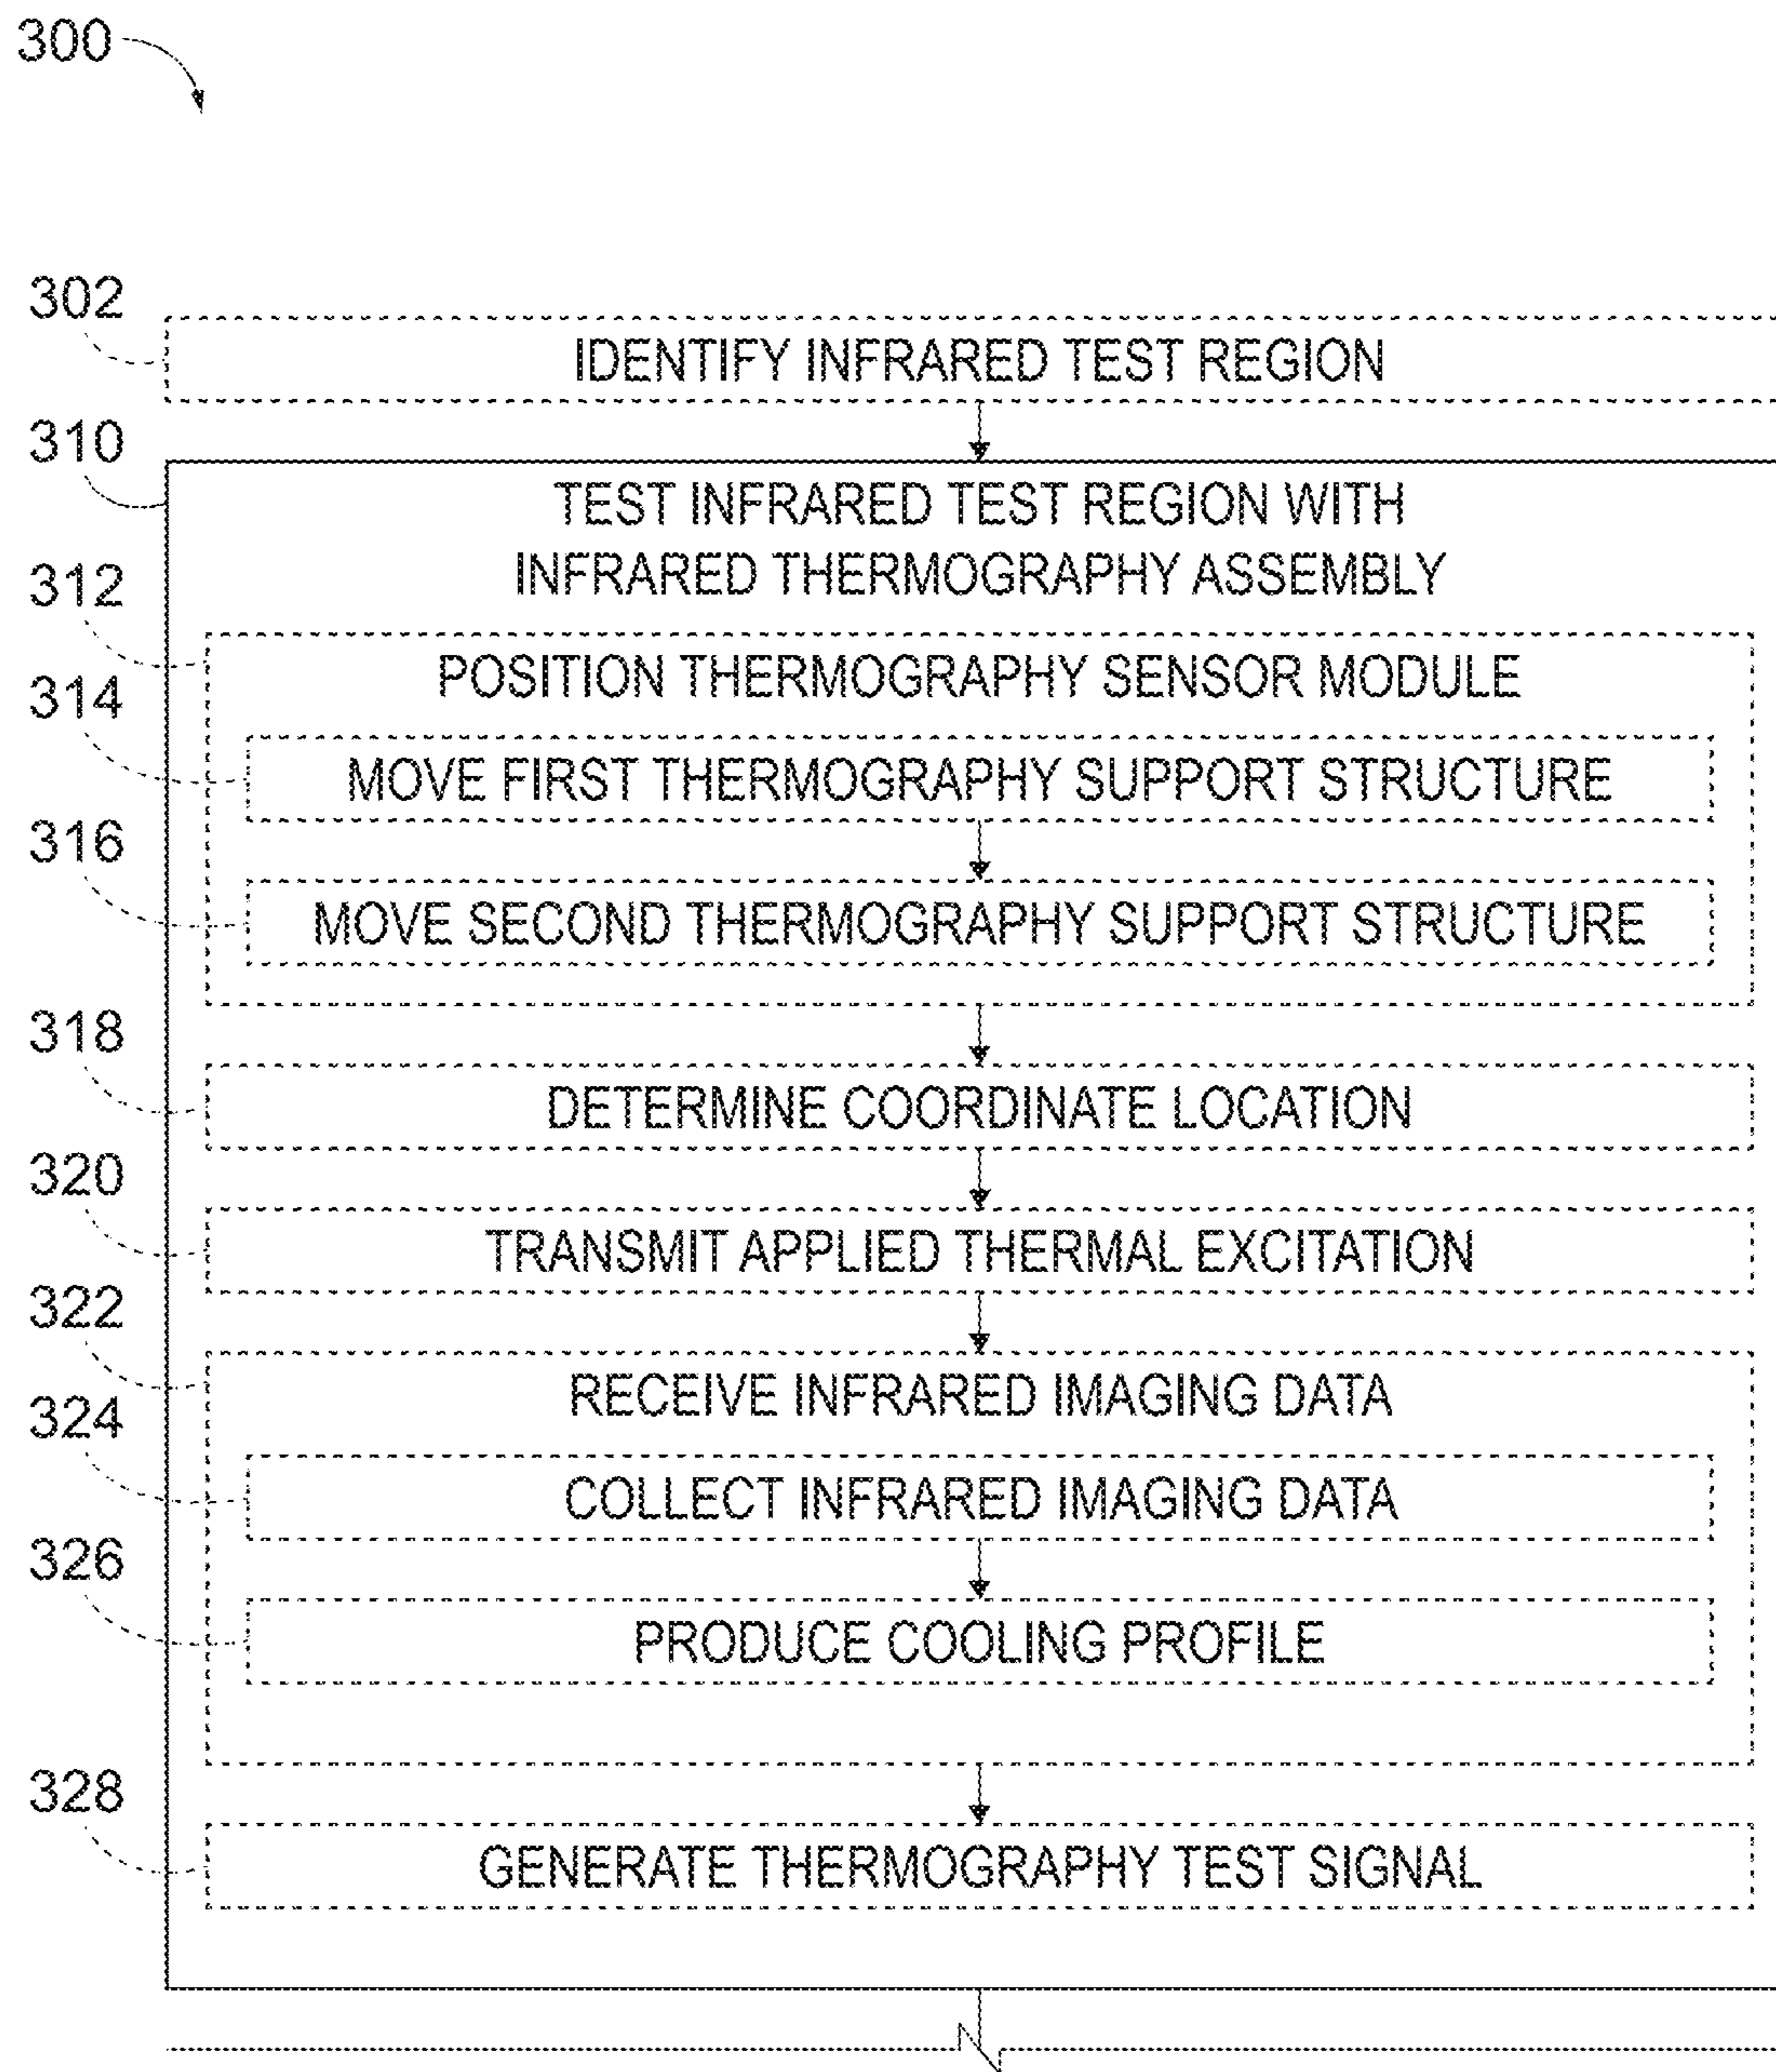 300
302
IDENTIFY INFRARED TEST REGION
310
TEST INFRARED TEST REGION WITH
INFRARED THERMOGRAPHY ASSEMBLY
312
POSITION THERMOGRAPHY SENSOR MODULE
314
MOVE FIRST THERMOGRAPHY SUPPORT STRUCTURE
316
MOVE SECOND THERMOGRAPHY SUPPORT STRUCTURE
318
DETERMINE COORDINATE LOCATION
320
TRANSMIT APPLIED THERMAL EXCITATION
322
RECEIVE INFRARED IMAGING DATA
324
COLLECT INFRARED IMAGING DATA
326
PRODUCE COOLING PROFILE
328
GENERATE THERMOGRAPHY TEST SIGNAL